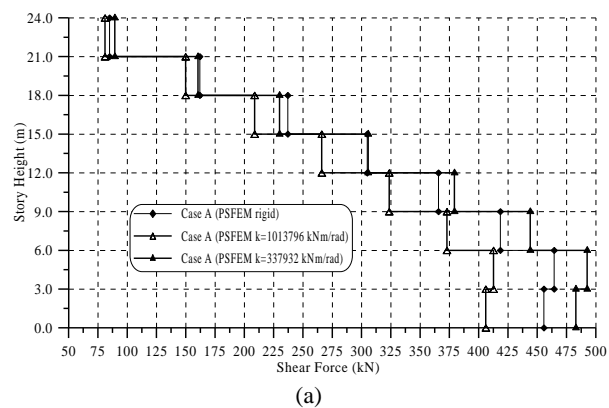 24.0
21.0
18.0
15.0
12.0
9.0
6.0
3.0
0.0
Story Height (m)
Case A (PSFEM rigid)
Case A (PSFEM k=1013796 kNm/rad)
Case A (PSFEM k=337932 kNm/rad)
50 75 100 125 150 175 200 225 250 275 300 325 350 375 400 425 450 475 500
Shear Force (kN)
(a)